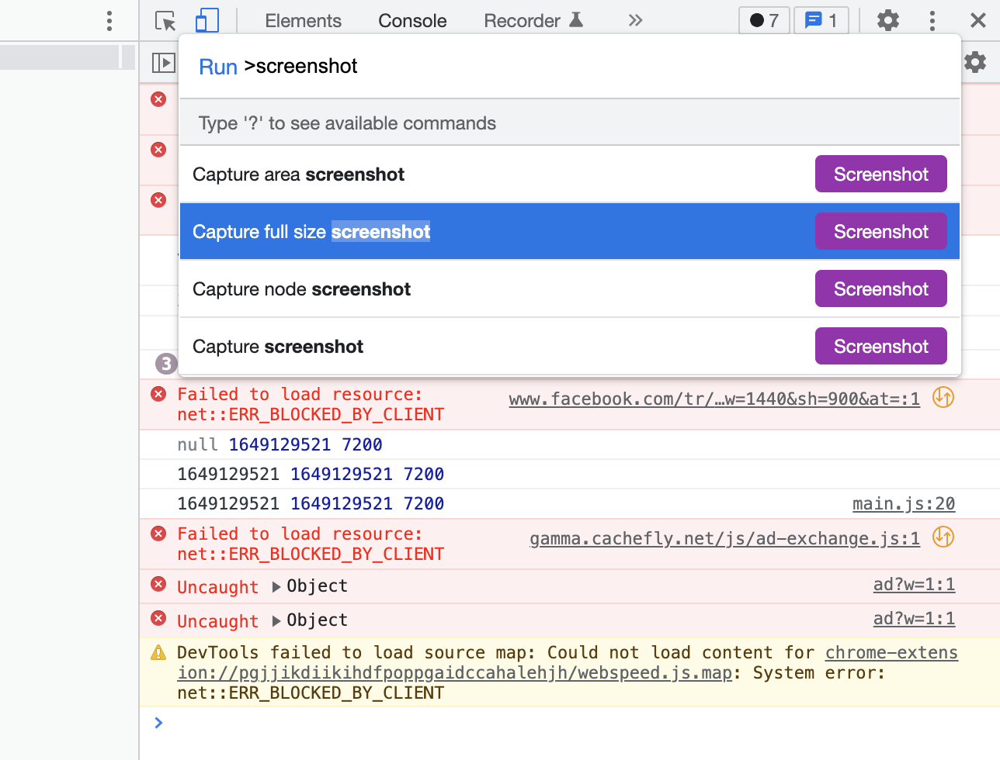 Elements Console Recorder 7 1
Run >screenshot
Type '?' to see available commands
Capture area screenshot Screenshot
Capture full size screenshot Screenshot
Capture node screenshot Screenshot
Capture screenshot Screenshot
3
Failed to load resource: www.facebook.com/tr/…w=1440&sh=900&at=:1
net::ERR_BLOCKED_BY_CLIENT
null 1649129521 7200
1649129521 1649129521 7200
1649129521 1649129521 7200 main.js:20
Failed to load resource: gamma.cachefly.net/js/ad-exchange.js:1
net::ERR_BLOCKED_BY_CLIENT
Uncaught ▶Object ad?w=1:1
Uncaught ▶Object ad?w=1:1
DevTools failed to load source map: Could not load content for chrome-extens
ion://pgjjikdiikihdfpoppgaidccahalehjh/webspeed.js.map: System error:
net::ERR_BLOCKED_BY_CLIENT